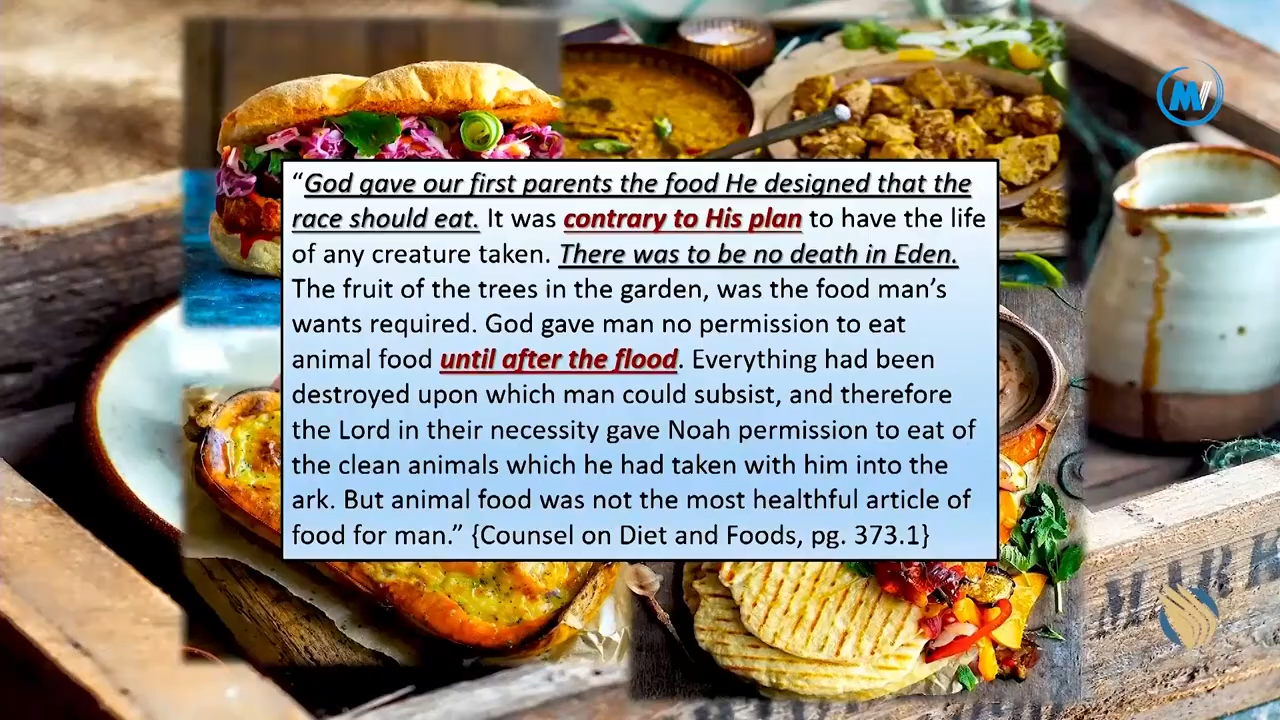 “God gave our first parents the food He designed that the
race should eat. It was contrary to His plan to have the life
of any creature taken. There was to be no death in Eden.
The fruit of the trees in the garden, was the food man’s
wants required. God gave man no permission to eat
animal food until after the flood. Everything had been
destroyed upon which man could subsist, and therefore
the Lord in their necessity gave Noah permission to eat of
the clean animals which he had taken with him into the
ark. But animal food was not the most healthful article of
food for man.” {Counsel on Diet and Foods, pg. 373.1}
MV